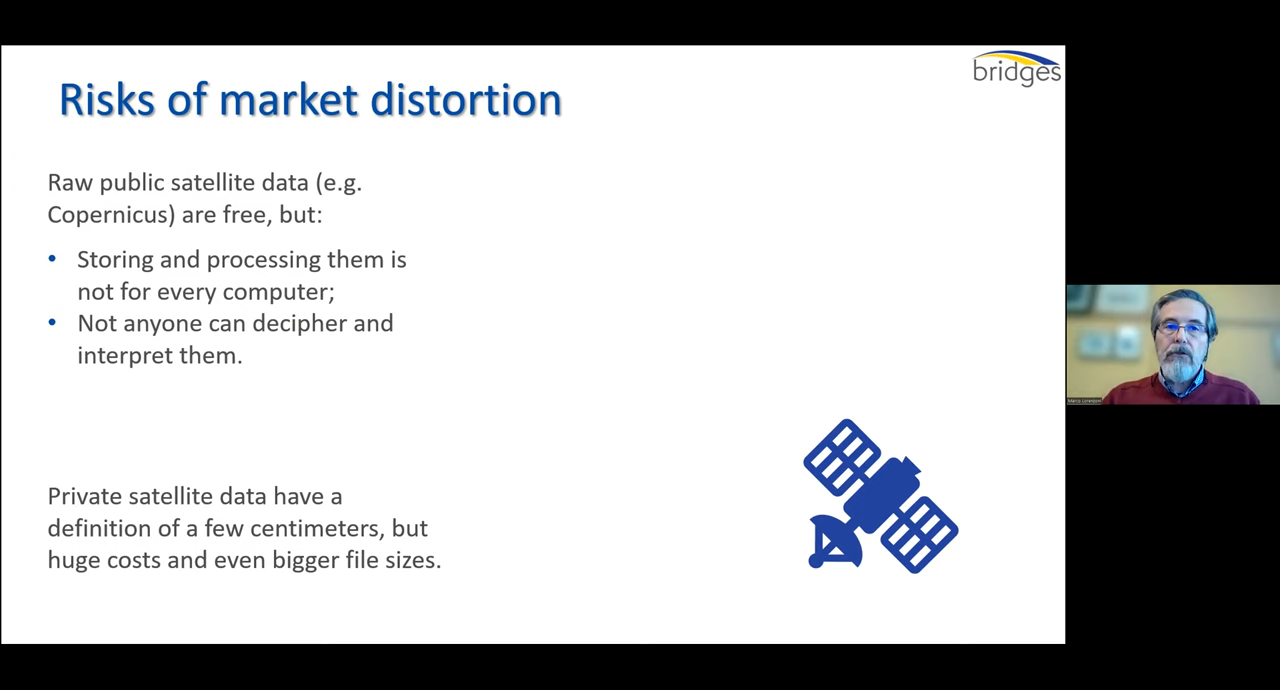 bridges
Risks of market distortion
Raw public satellite data (e.g.
Copernicus) are free, but:
• Storing and processing them is
not for every computer;
• Not anyone can decipher and
interpret them.
Private satellite data have a
definition of a few centimeters, but
huge costs and even bigger file sizes.
Marco Lorenzoni